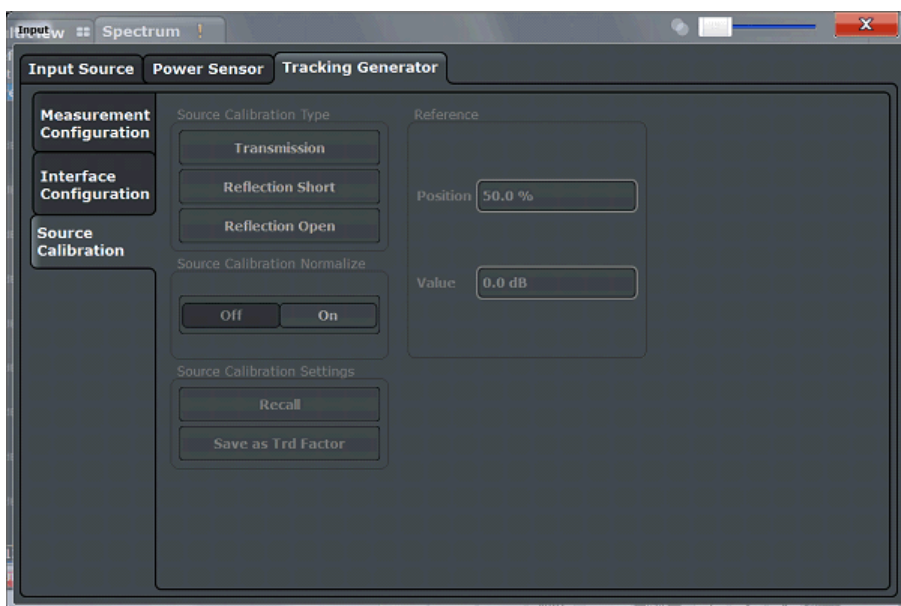 Input
w
Spectrum !
X
Input Source
Power Sensor
Tracking Generator
Measurement
Configuration
Interface
Configuration
Source
Calibration
Source Calibration Type
Transmission
Reflection Short
Reflection Open
Source Calibration Normalize
Off
On
Source Calibration Settings
Recall
Save as Trd Factor
Reference
Position
50.0 %
Value
0.0 dB